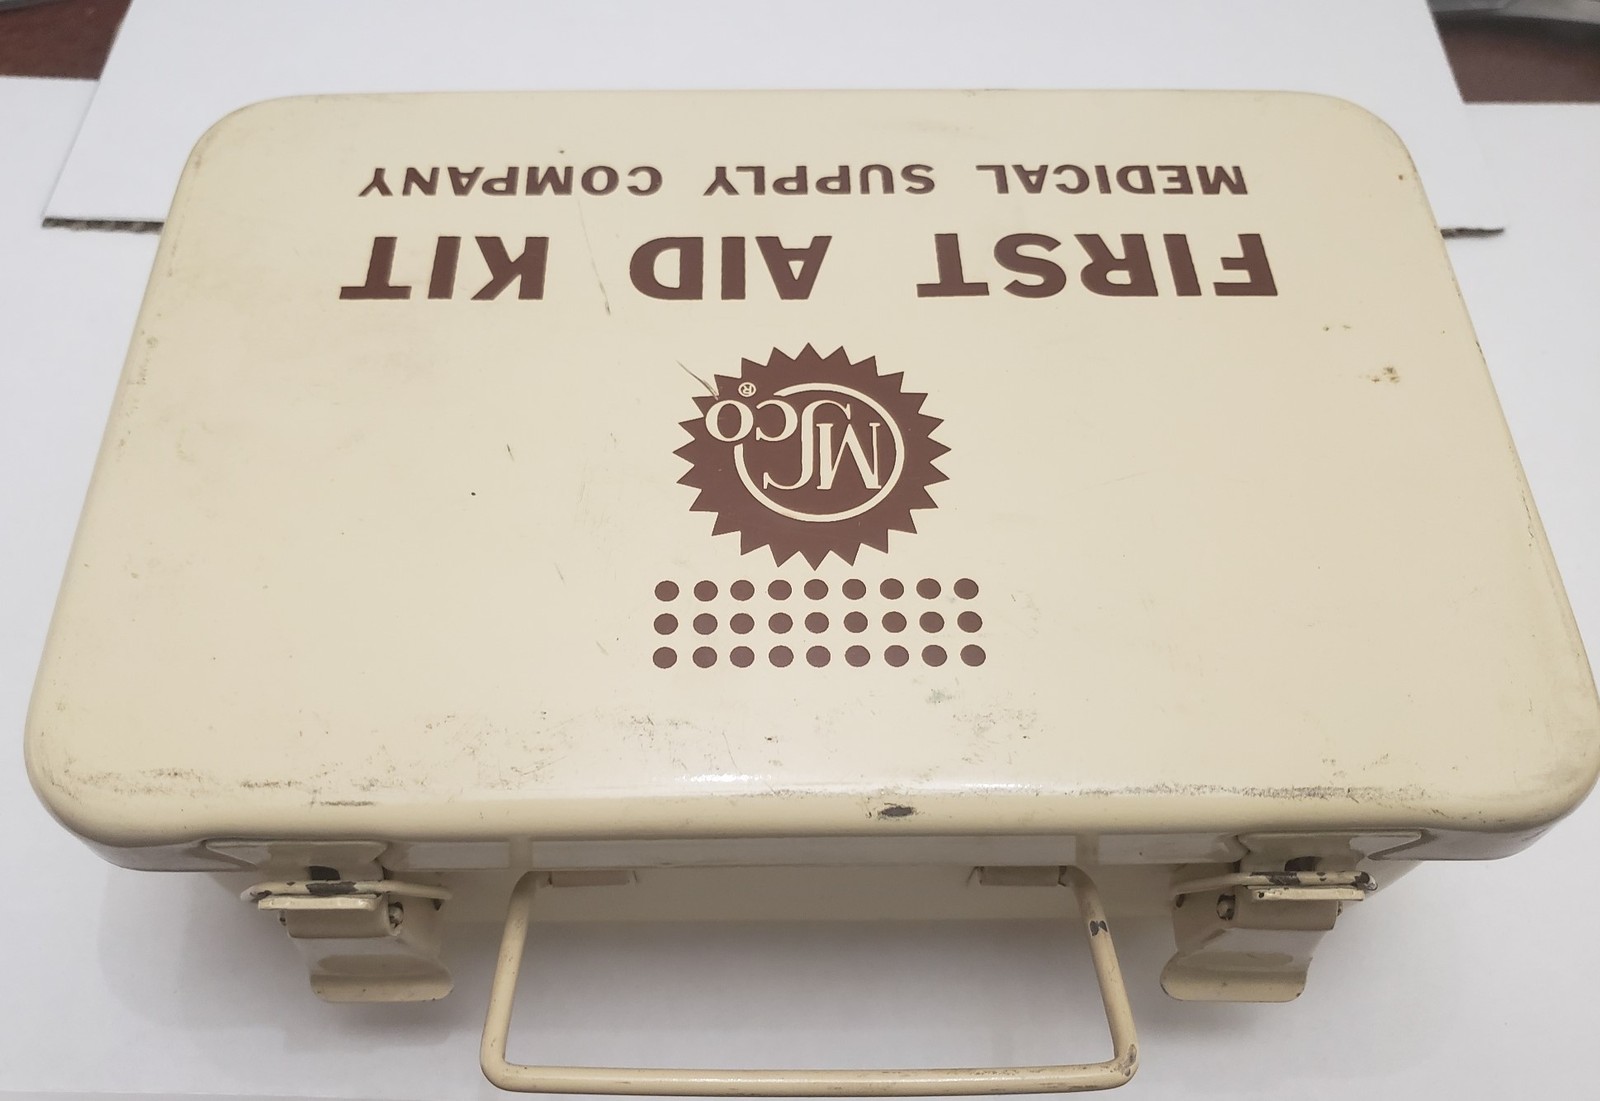 MSCO®
FIRST AID KIT
MEDICAL SUPPLY COMPANY